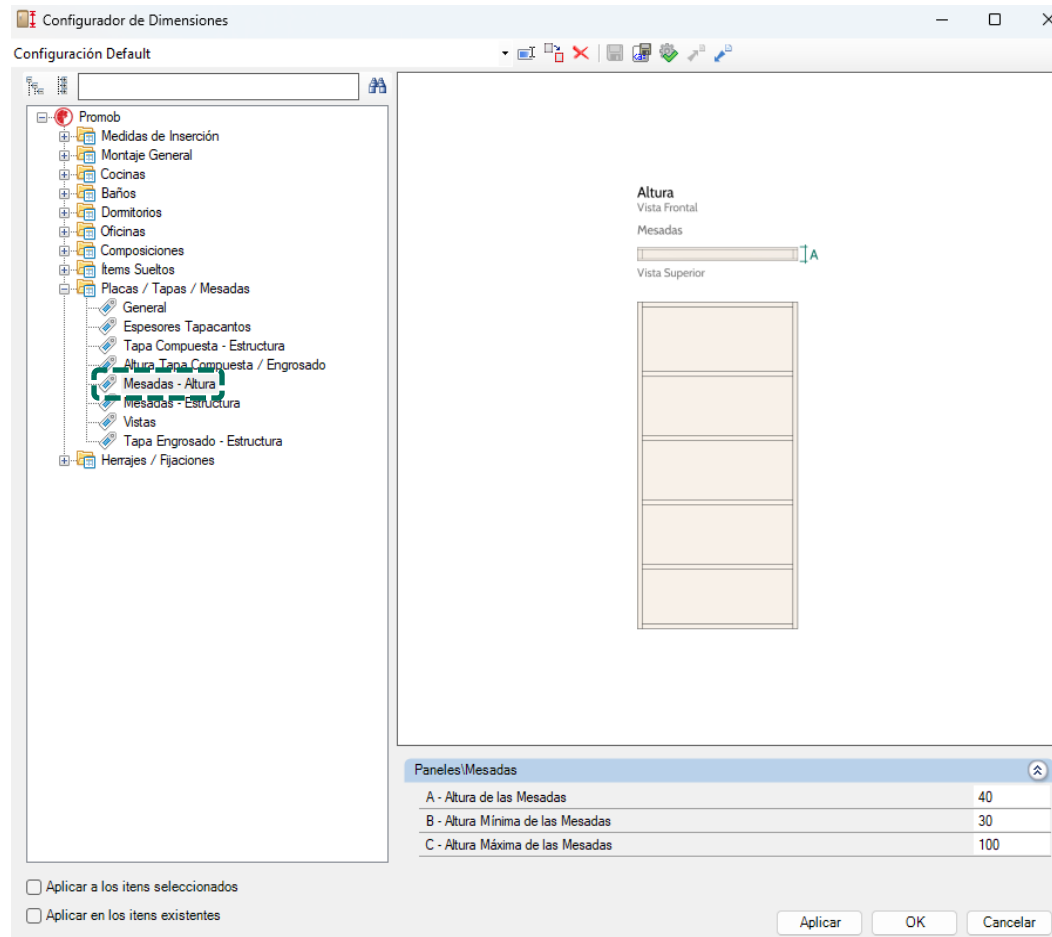 Configurador de Dimensiones
Configuración Default
Promob
Medidas de Inserción
Montaje General
Cocinas
Baños
Dormitorios
Oficinas
Composiciones
Ítems Sueltos
Placas / Tapas / Mesadas
General
Espesores Tapacantos
Tapa Compuesta - Estructura
Altura Tapa Compuesta / Engrosado
Mesadas - Altura
Mesadas - Estructura
Vistas
Tapa Engrosado - Estructura
Herrajes / Fijaciones
Altura
Vista Frontal
Mesadas
A
Vista Superior
Paneles\Mesadas
A - Altura de las Mesadas 40
B - Altura Mínima de las Mesadas 30
C - Altura Máxima de las Mesadas 100
Aplicar a los itens seleccionados
Aplicar en los itens existentes
Aplicar OK Cancelar